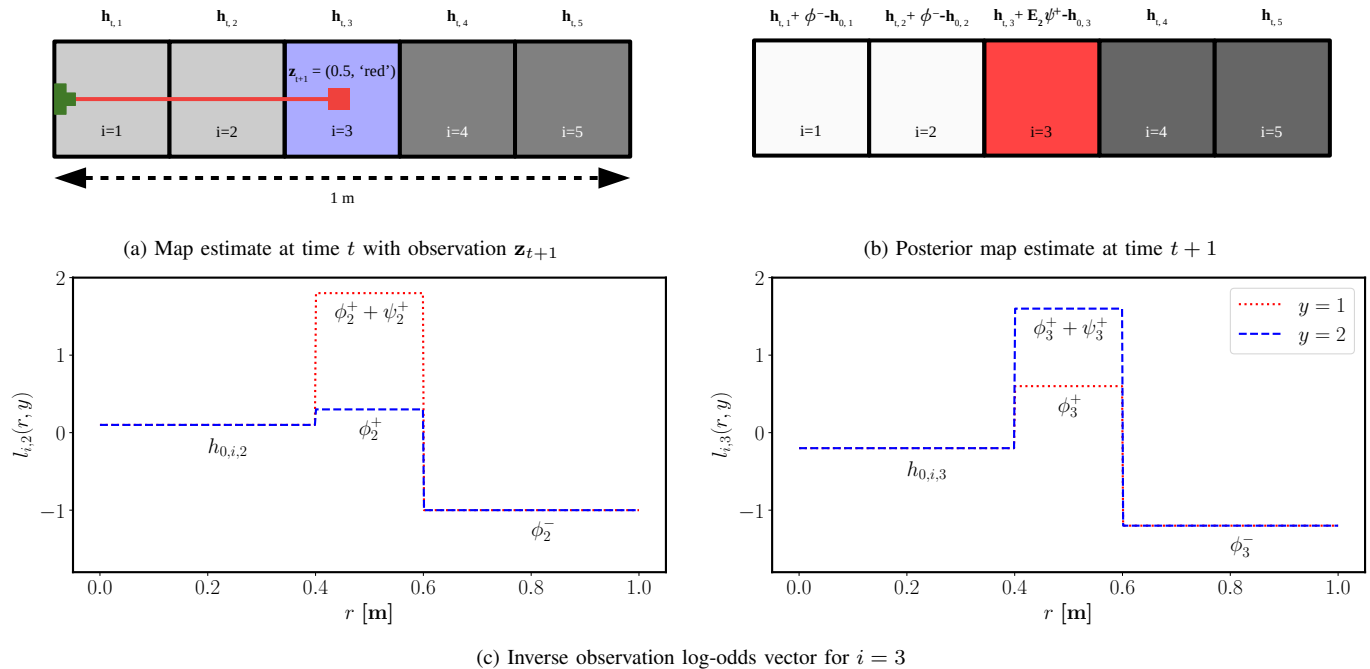 h_{t, 1} h_{t, 2} h_{t, 3} h_{t, 4} h_{t, 5}
z_{t+1} = (0.5, ‘red’)
i=1 i=2 i=3 i=4 i=5
1 m
(a) Map estimate at time t with observation z_{t+1}
h_{t, 1} + ϕ^- -h_{0, 1} h_{t, 2} + ϕ^- -h_{0, 2} h_{t, 3} + E_2 ψ^+ -h_{0, 3} h_{t, 4} h_{t, 5}
i=1 i=2 i=3 i=4 i=5
(b) Posterior map estimate at time t + 1
2
1
0
−1
l_{i,2}(r, y)
ϕ_2^+ + ψ_2^+
ϕ_2^+
h_{0,i,2}
ϕ_2^-
0.0 0.2 0.4 0.6 0.8 1.0
r [m]
2
1
0
−1
l_{i,3}(r, y)
y = 1
y = 2
ϕ_3^+ + ψ_3^+
ϕ_3^+
h_{0,i,3}
ϕ_3^-
0.0 0.2 0.4 0.6 0.8 1.0
r [m]
(c) Inverse observation log-odds vector for i = 3